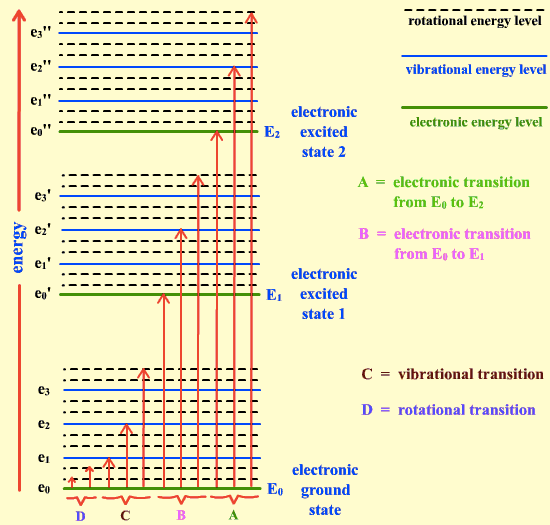 rotational energy level
vibrational energy level
electronic energy level
energy
e₃''
e₂''
e₁''
e₀''
E₂
electronic
excited
state 2
A = electronic transition
from E₀ to E₂
B = electronic transition
from E₀ to E₁
e₃'
e₂'
e₁'
e₀'
E₁
electronic
excited
state 1
C = vibrational transition
D = rotational transition
e₃
e₂
e₁
e₀
E₀
electronic
ground
state
D
C
B
A